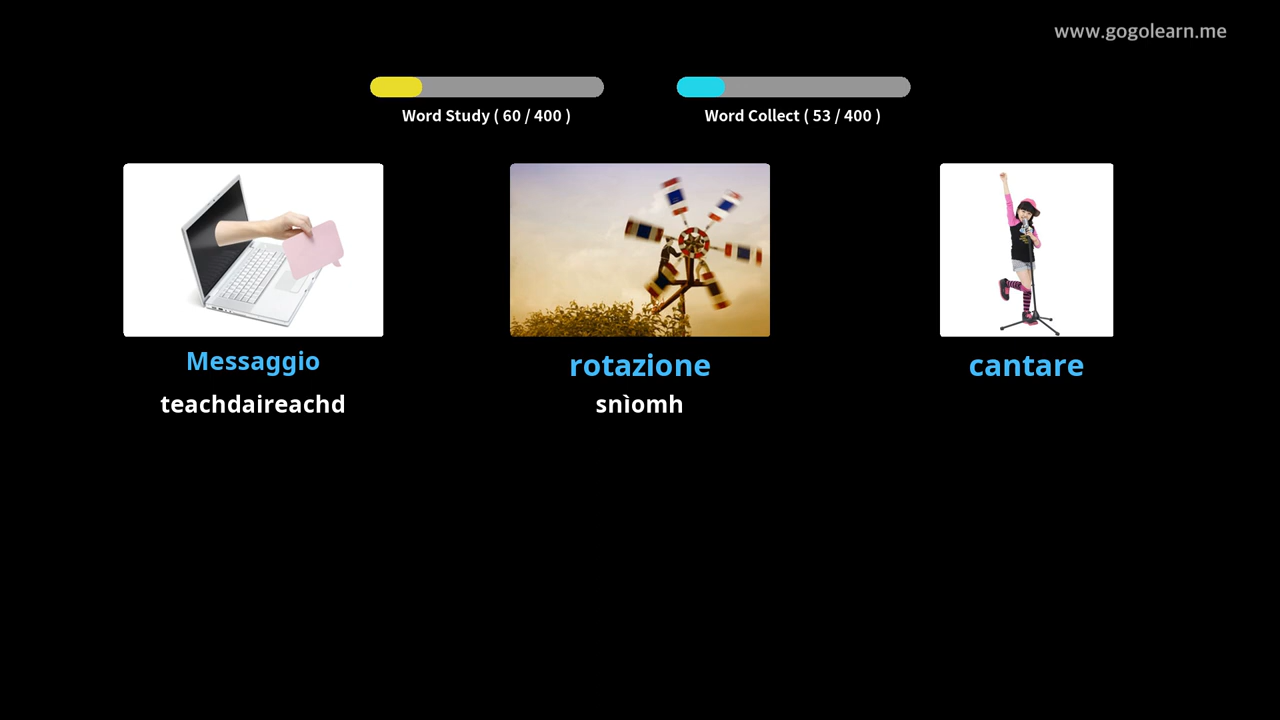 www.gogolearn.me
Word Study ( 60 / 400 )
Word Collect ( 53 / 400 )
Messaggio
teachdaireachd
rotazione
snìomh
cantare